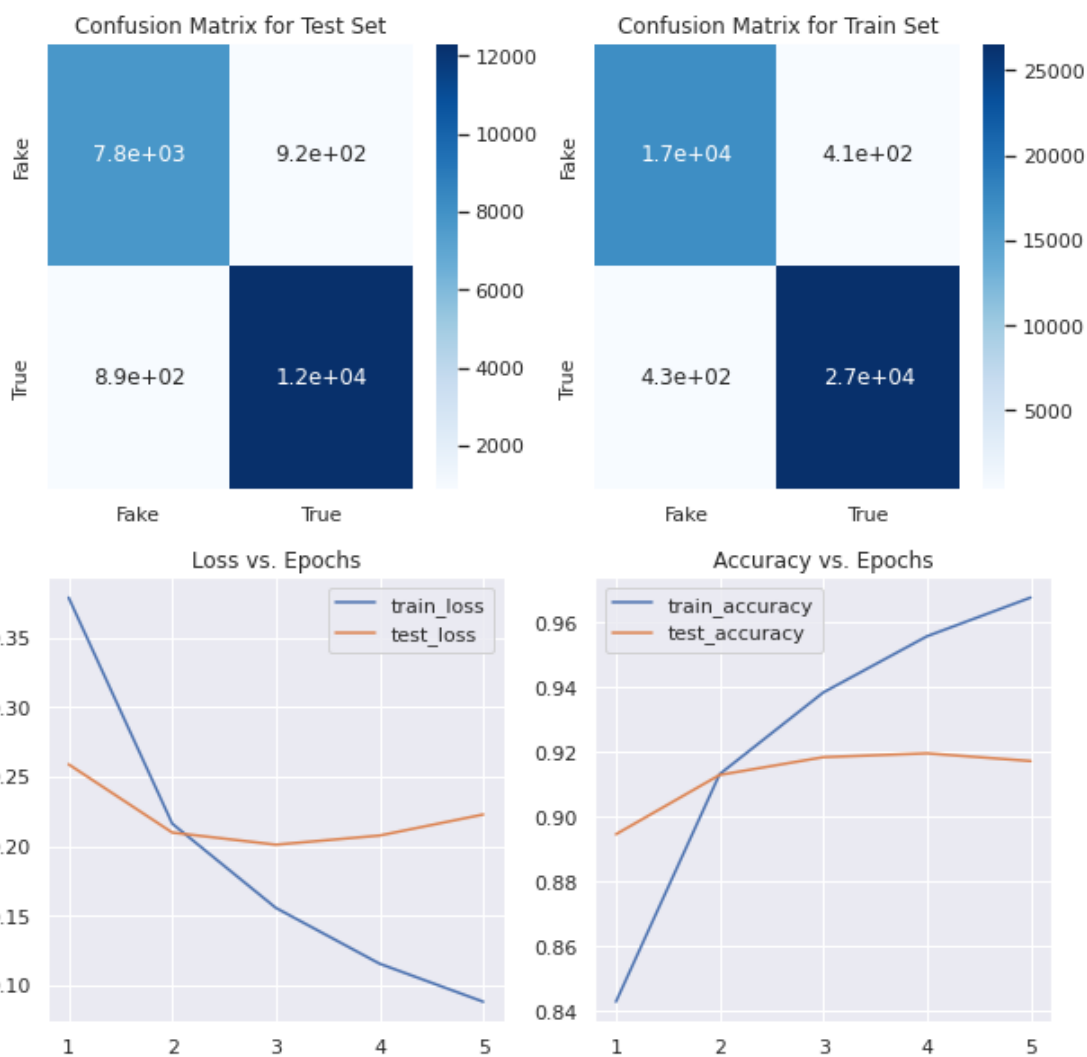 Confusion Matrix for Test Set
Fake
True
7.8e+03 9.2e+02
8.9e+02 1.2e+04
Fake True
12000
10000
8000
6000
4000
2000
Confusion Matrix for Train Set
Fake
True
1.7e+04 4.1e+02
4.3e+02 2.7e+04
Fake True
25000
20000
15000
10000
5000
Loss vs. Epochs
train_loss
test_loss
.35
.30
.25
.20
.15
.10
1 2 3 4 5
Accuracy vs. Epochs
train_accuracy
test_accuracy
0.96
0.94
0.92
0.90
0.88
0.86
0.84
1 2 3 4 5